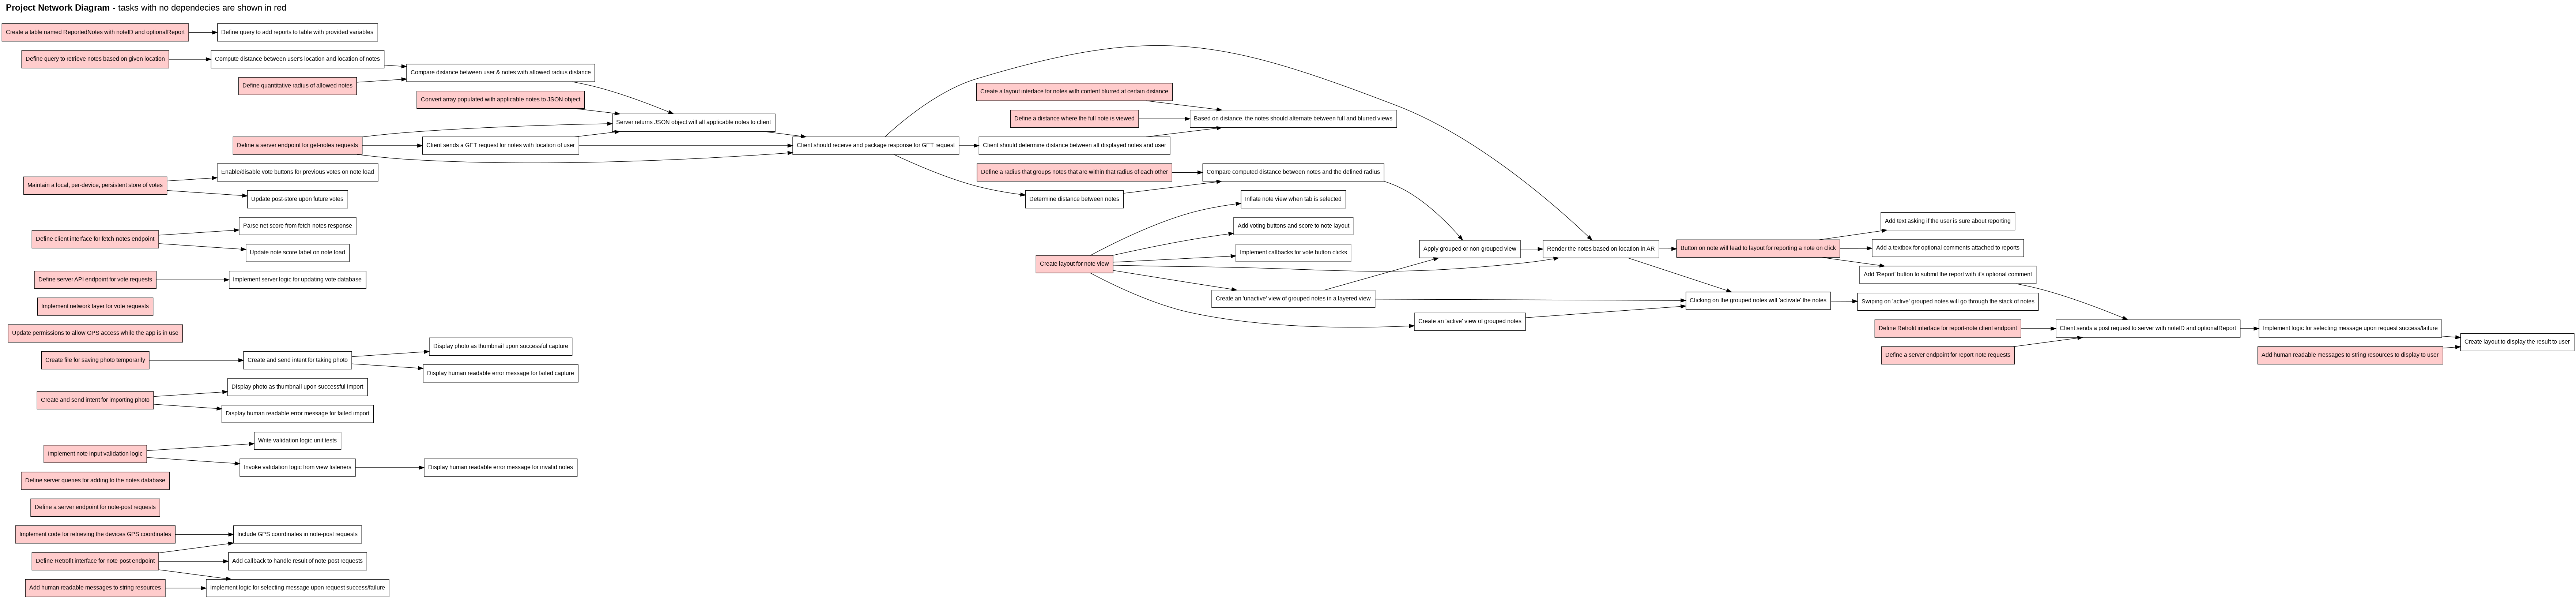 Project Network Diagram - tasks with no dependecies are shown in red
Create a table named ReportedNotes with noteID and optionalReport
Define query to add reports to table with provided variables
Define query to retrieve notes based on given location
Compute distance between user's location and location of notes
Compare distance between user & notes with allowed radius distance
Define quantitative radius of allowed notes
Convert array populated with applicable notes to JSON object
Server returns JSON object will all applicable notes to client
Define a server endpoint for get-notes requests
Client sends a GET request for notes with location of user
Client should receive and package response for GET request
Create a layout interface for notes with content blurred at certain distance
Define a distance where the full note is viewed
Based on distance, the notes should alternate between full and blurred views
Client should determine distance between all displayed notes and user
Define a radius that groups notes that are within that radius of each other
Compare computed distance between notes and the defined radius
Determine distance between notes
Maintain a local, per-device, persistent store of votes
Enable/disable vote buttons for previous votes on note load
Update post-store upon future votes
Define client interface for fetch-notes endpoint
Parse net score from fetch-notes response
Update note score label on note load
Define server API endpoint for vote requests
Implement server logic for updating vote database
Implement network layer for vote requests
Update permissions to allow GPS access while the app is in use
Inflate note view when tab is selected
Add voting buttons and score to note layout
Implement callbacks for vote button clicks
Create layout for note view
Create an 'unactive' view of grouped notes in a layered view
Create an 'active' view of grouped notes
Apply grouped or non-grouped view
Render the notes based on location in AR
Button on note will lead to layout for reporting a note on click
Add text asking if the user is sure about reporting
Add a textbox for optional comments attached to reports
Add 'Report' button to submit the report with it's optional comment
Clicking on the grouped notes will 'activate' the notes
Swiping on 'active' grouped notes will go through the stack of notes
Define Retrofit interface for report-note client endpoint
Define a server endpoint for report-note requests
Client sends a post request to server with noteID and optionalReport
Implement logic for selecting message upon request success/failure
Add human readable messages to string resources to display to user
Create layout to display the result to user
Create file for saving photo temporarily
Create and send intent for taking photo
Display photo as thumbnail upon successful capture
Display human readable error message for failed capture
Create and send intent for importing photo
Display photo as thumbnail upon successful import
Display human readable error message for failed import
Implement note input validation logic
Write validation logic unit tests
Invoke validation logic from view listeners
Display human readable error message for invalid notes
Define server queries for adding to the notes database
Define a server endpoint for note-post requests
Implement code for retrieving the devices GPS coordinates
Include GPS coordinates in note-post requests
Define Retrofit interface for note-post endpoint
Add callback to handle result of note-post requests
Add human readable messages to string resources
Implement logic for selecting message upon request success/failure